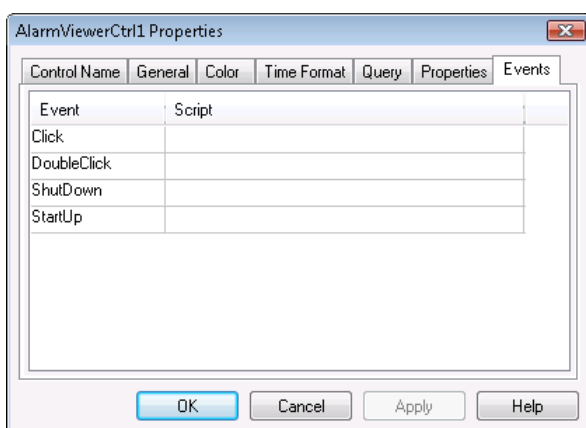 AlarmViewerCtrl1 Properties
Control Name General Color Time Format Query Properties Events
Event Script
Click
DoubleClick
ShutDown
StartUp
OK Cancel Apply Help